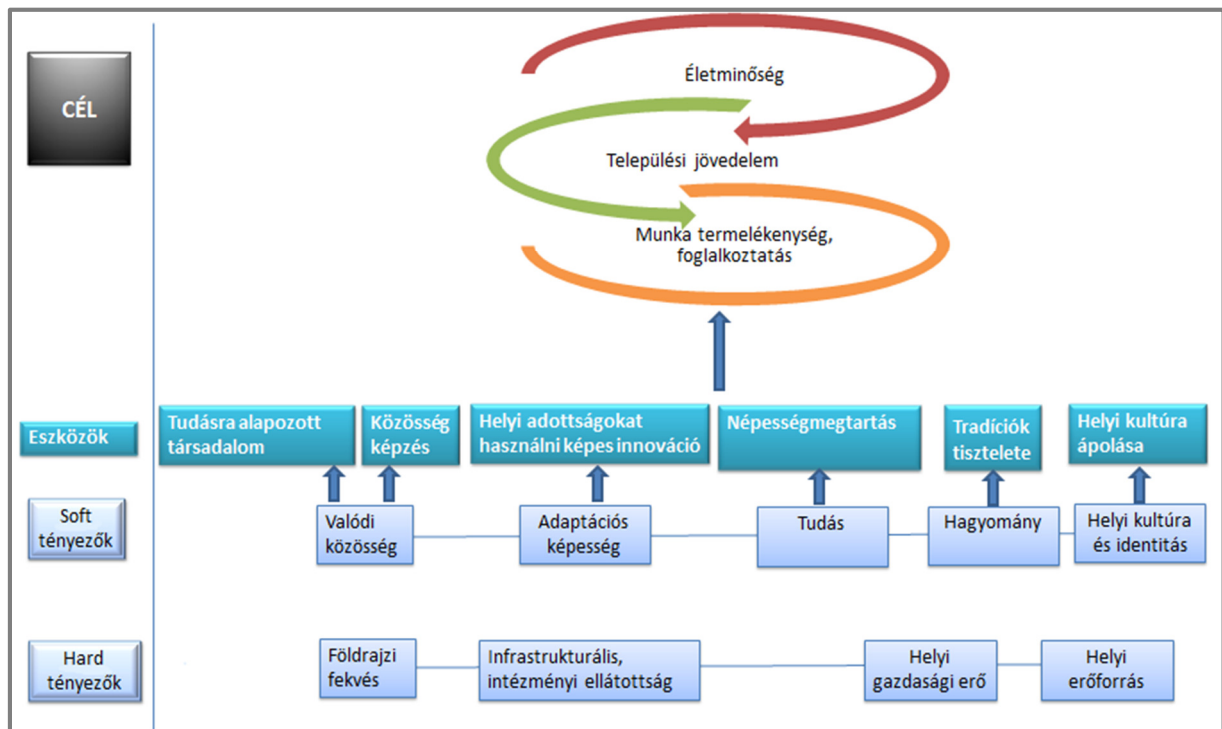 CÉL
Életminőség
Települési jövedelem
Munka termelékenység,
foglalkoztatás
Eszközök
Tudásra alapozott
társadalom
Közösség
képzés
Helyi adottságokat
használni képes innováció
Népességmegtartás
Tradíciók
tisztelete
Helyi kultúra
ápolása
Soft
tényezők
Valódi
közösség
Adaptációs
képesség
Tudás
Hagyomány
Helyi kultúra
és identitás
Hard
tényezők
Földrajzi
fekvés
Infrastrukturális,
intézményi ellátottság
Helyi
gazdasági erő
Helyi
erőforrás